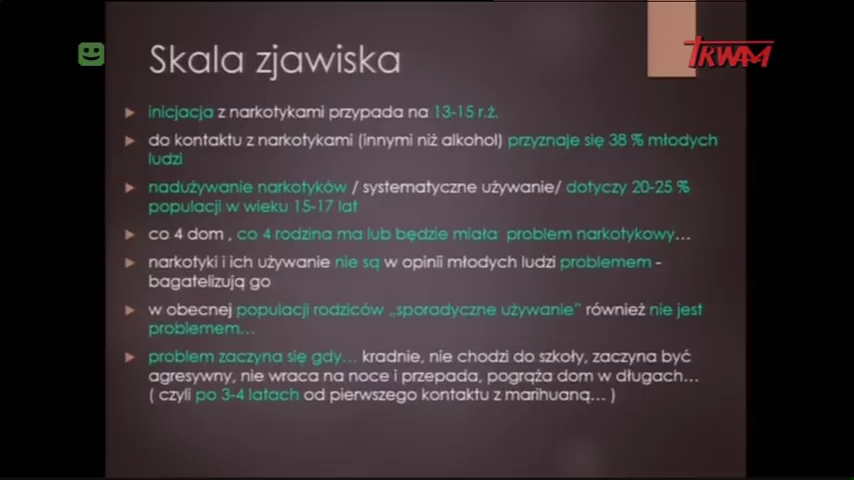 Skala zjawiska
TRWAM
inicjacja z narkotykami przypada na 13-15 r.ż.
do kontaktu z narkotykami (innymi niż alkohol) przyznaje się 38 % młodych
ludzi
nadużywanie narkotyków / systematyczne używanie/ dotyczy 20-25 %
populacji w wieku 15-17 lat
co 4 dom , co 4 rodzina ma lub będzie miała problem narkotykowy...
narkotyki i ich używanie nie są w opinii młodych ludzi problemem -
bagatelizują go
w obecnej populacji rodziców „sporadyczne używanie" również nie jest
problemem...
problem zaczyna się gdy... kradnie, nie chodzi do szkoły, zaczyna być
agresywny, nie wraca na noce i przepada, pogrąża dom w długach...
( czyli po 3-4 latach od pierwszego kontaktu z marihuaną... )